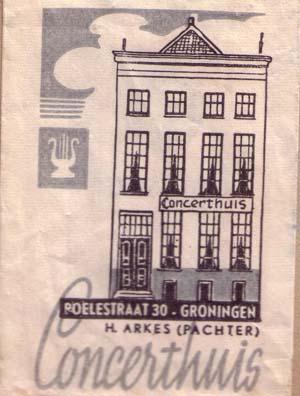 Concerthuis
POELESTRAAT 30 - GRONINGEN
H. ARKES (PACHTER)
Concerthuis